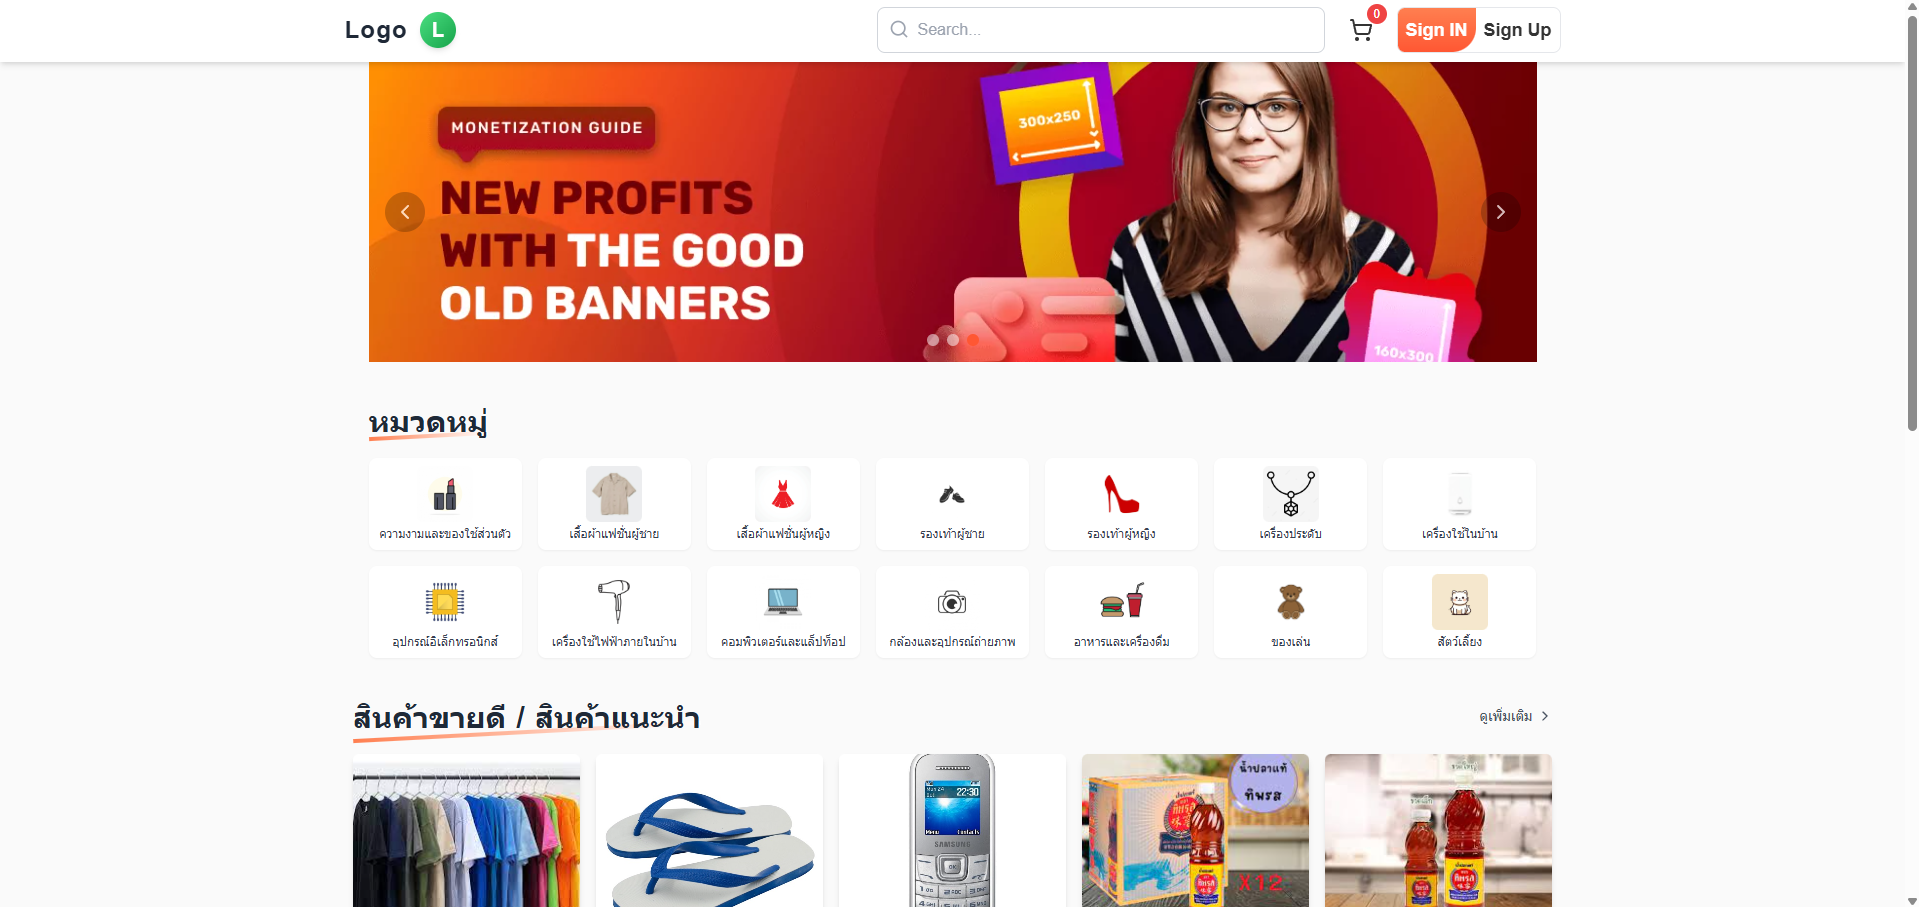 Logo L
Search...
0
Sign IN
Sign Up
MONETIZATION GUIDE
NEW PROFITS
WITH THE GOOD
OLD BANNERS
300x250
160x300
หมวดหมู่
ความงามและของใช้ส่วนตัว
เสื้อผ้าแฟชั่นผู้ชาย
เสื้อผ้าแฟชั่นผู้หญิง
รองเท้าผู้ชาย
รองเท้าผู้หญิง
เครื่องประดับ
เครื่องใช้ในบ้าน
อุปกรณ์อิเล็กทรอนิกส์
เครื่องใช้ไฟฟ้าภายในบ้าน
คอมพิวเตอร์และแล็ปท็อป
กล้องและอุปกรณ์ถ่ายภาพ
อาหารและเครื่องดื่ม
ของเล่น
สัตว์เลี้ยง
สินค้าขายดี / สินค้าแนะนำ
ดูเพิ่มเติม
22:30
Menu Contacts
SAMSUNG
OK
น้ำปลาแท้
ทิพรส
X12
ทิพรส